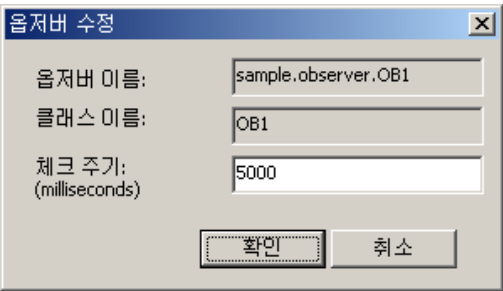 옵저버 수정
옵저버 이름:
sample.observer.OB1
클래스 이름:
OB1
체크 주기:
(milliseconds)
5000
확인
취소